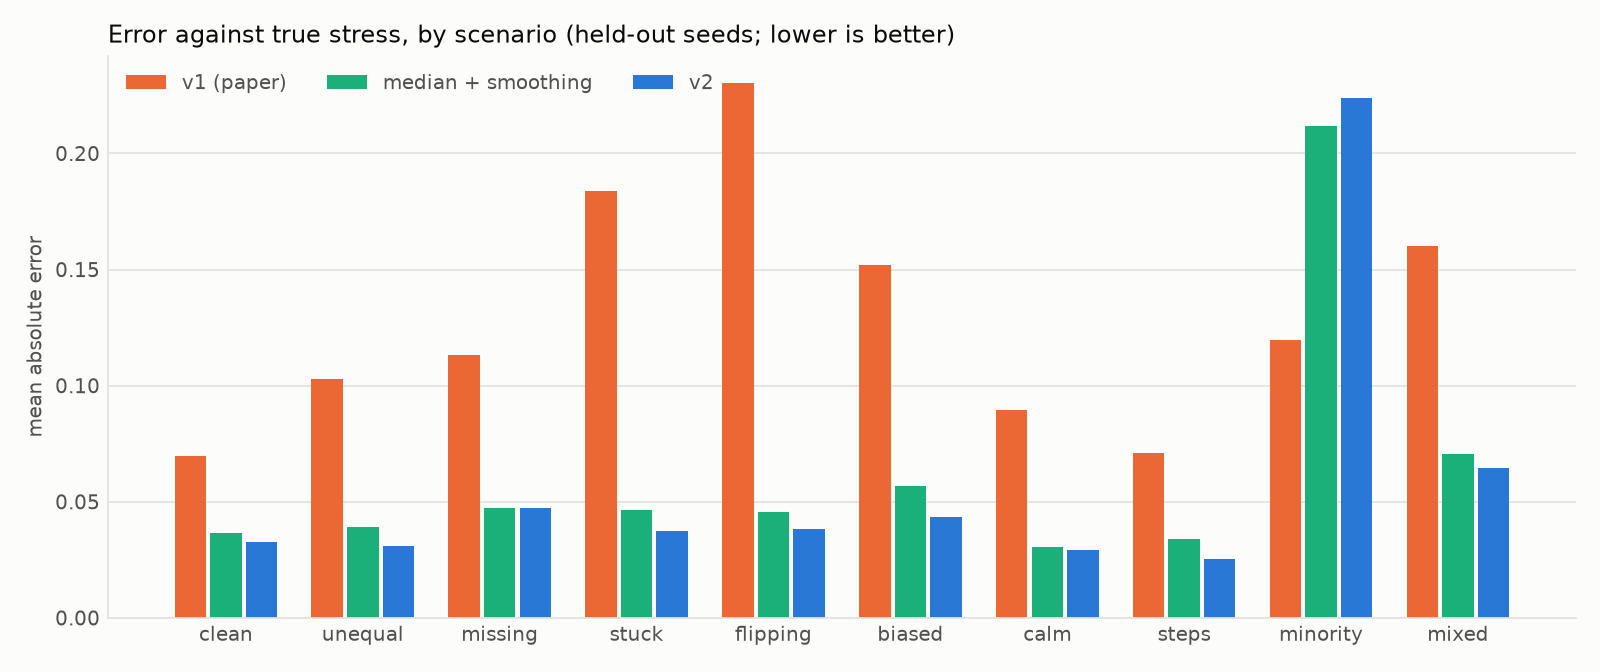 Error against true stress, by scenario (held-out seeds; lower is better)
v1 (paper) median + smoothing v2
mean absolute error
0.20
0.15
0.10
0.05
0.00
clean unequal missing stuck flipping biased calm steps minority mixed